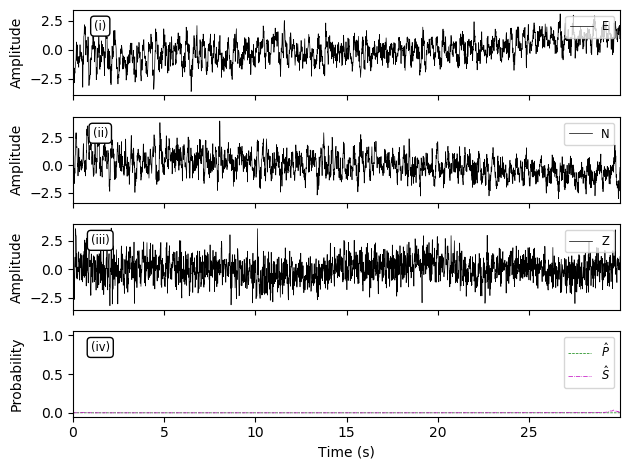 (i)
E
Amplitude
2.5
0.0
−2.5
(ii)
N
Amplitude
2.5
0.0
−2.5
(iii)
Z
Amplitude
2.5
0.0
−2.5
(iv)
P̂
Ŝ
Probability
1.0
0.5
0.0
0 5 10 15 20 25
Time (s)